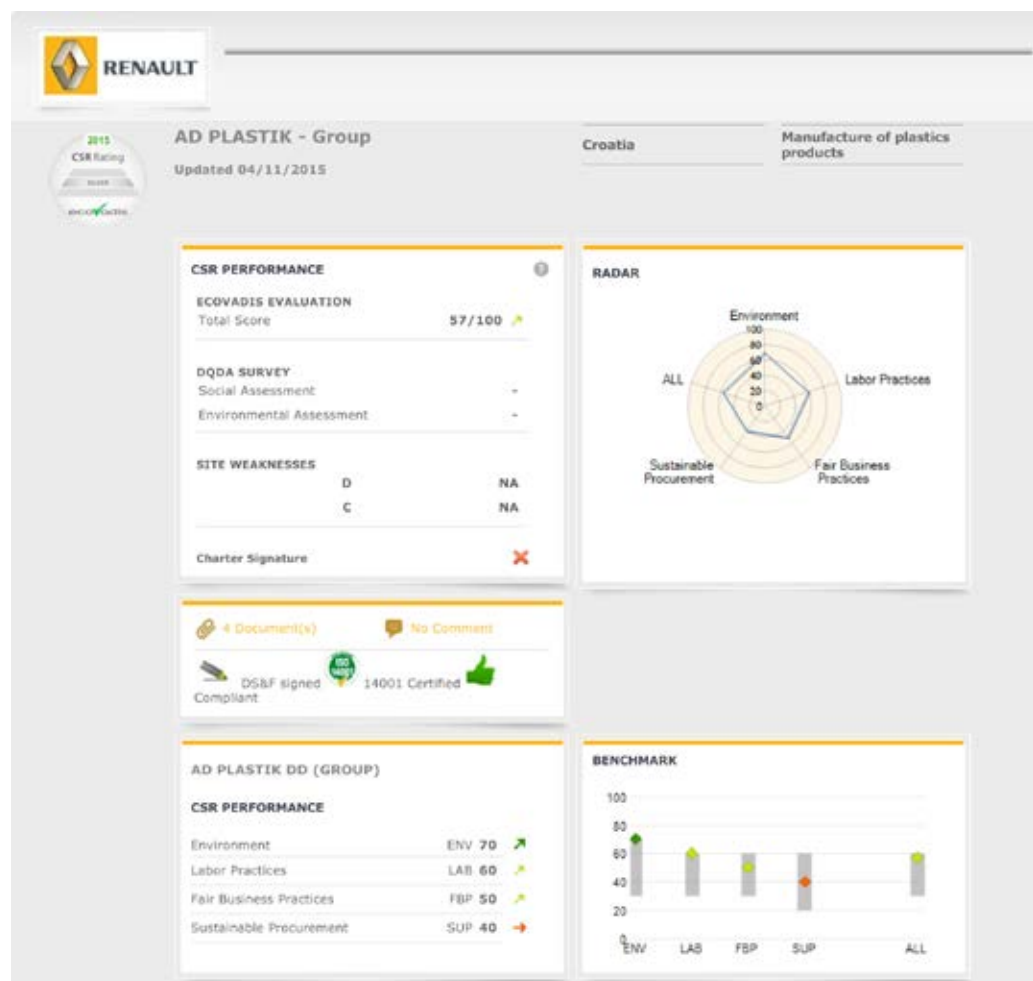 RENAULT
2015
CSR Rating
AD PLASTIK - Group
Updated 04/11/2015
Croatia
Manufacture of plastics
products
CSR PERFORMANCE
?
ECOVADIS EVALUATION
Total Score 57/100
DQDA SURVEY
Social Assessment -
Environmental Assessment -
SITE WEAKNESSES
D NA
C NA
Charter Signature
RADAR
Environment
100
80
60
40
20
0
ALL
Labor Practices
Sustainable
Procurement
Fair Business
Practices
4 Document(s) No Comment
DS&F signed ISO 14001 14001 Certified
Compliant
AD PLASTIK DD (GROUP)
CSR PERFORMANCE
Environment ENV 70
Labor Practices LAB 60
Fair Business Practices FBP 50
Sustainable Procurement SUP 40
BENCHMARK
100
80
60
40
20
0
ENV LAB FBP SUP ALL